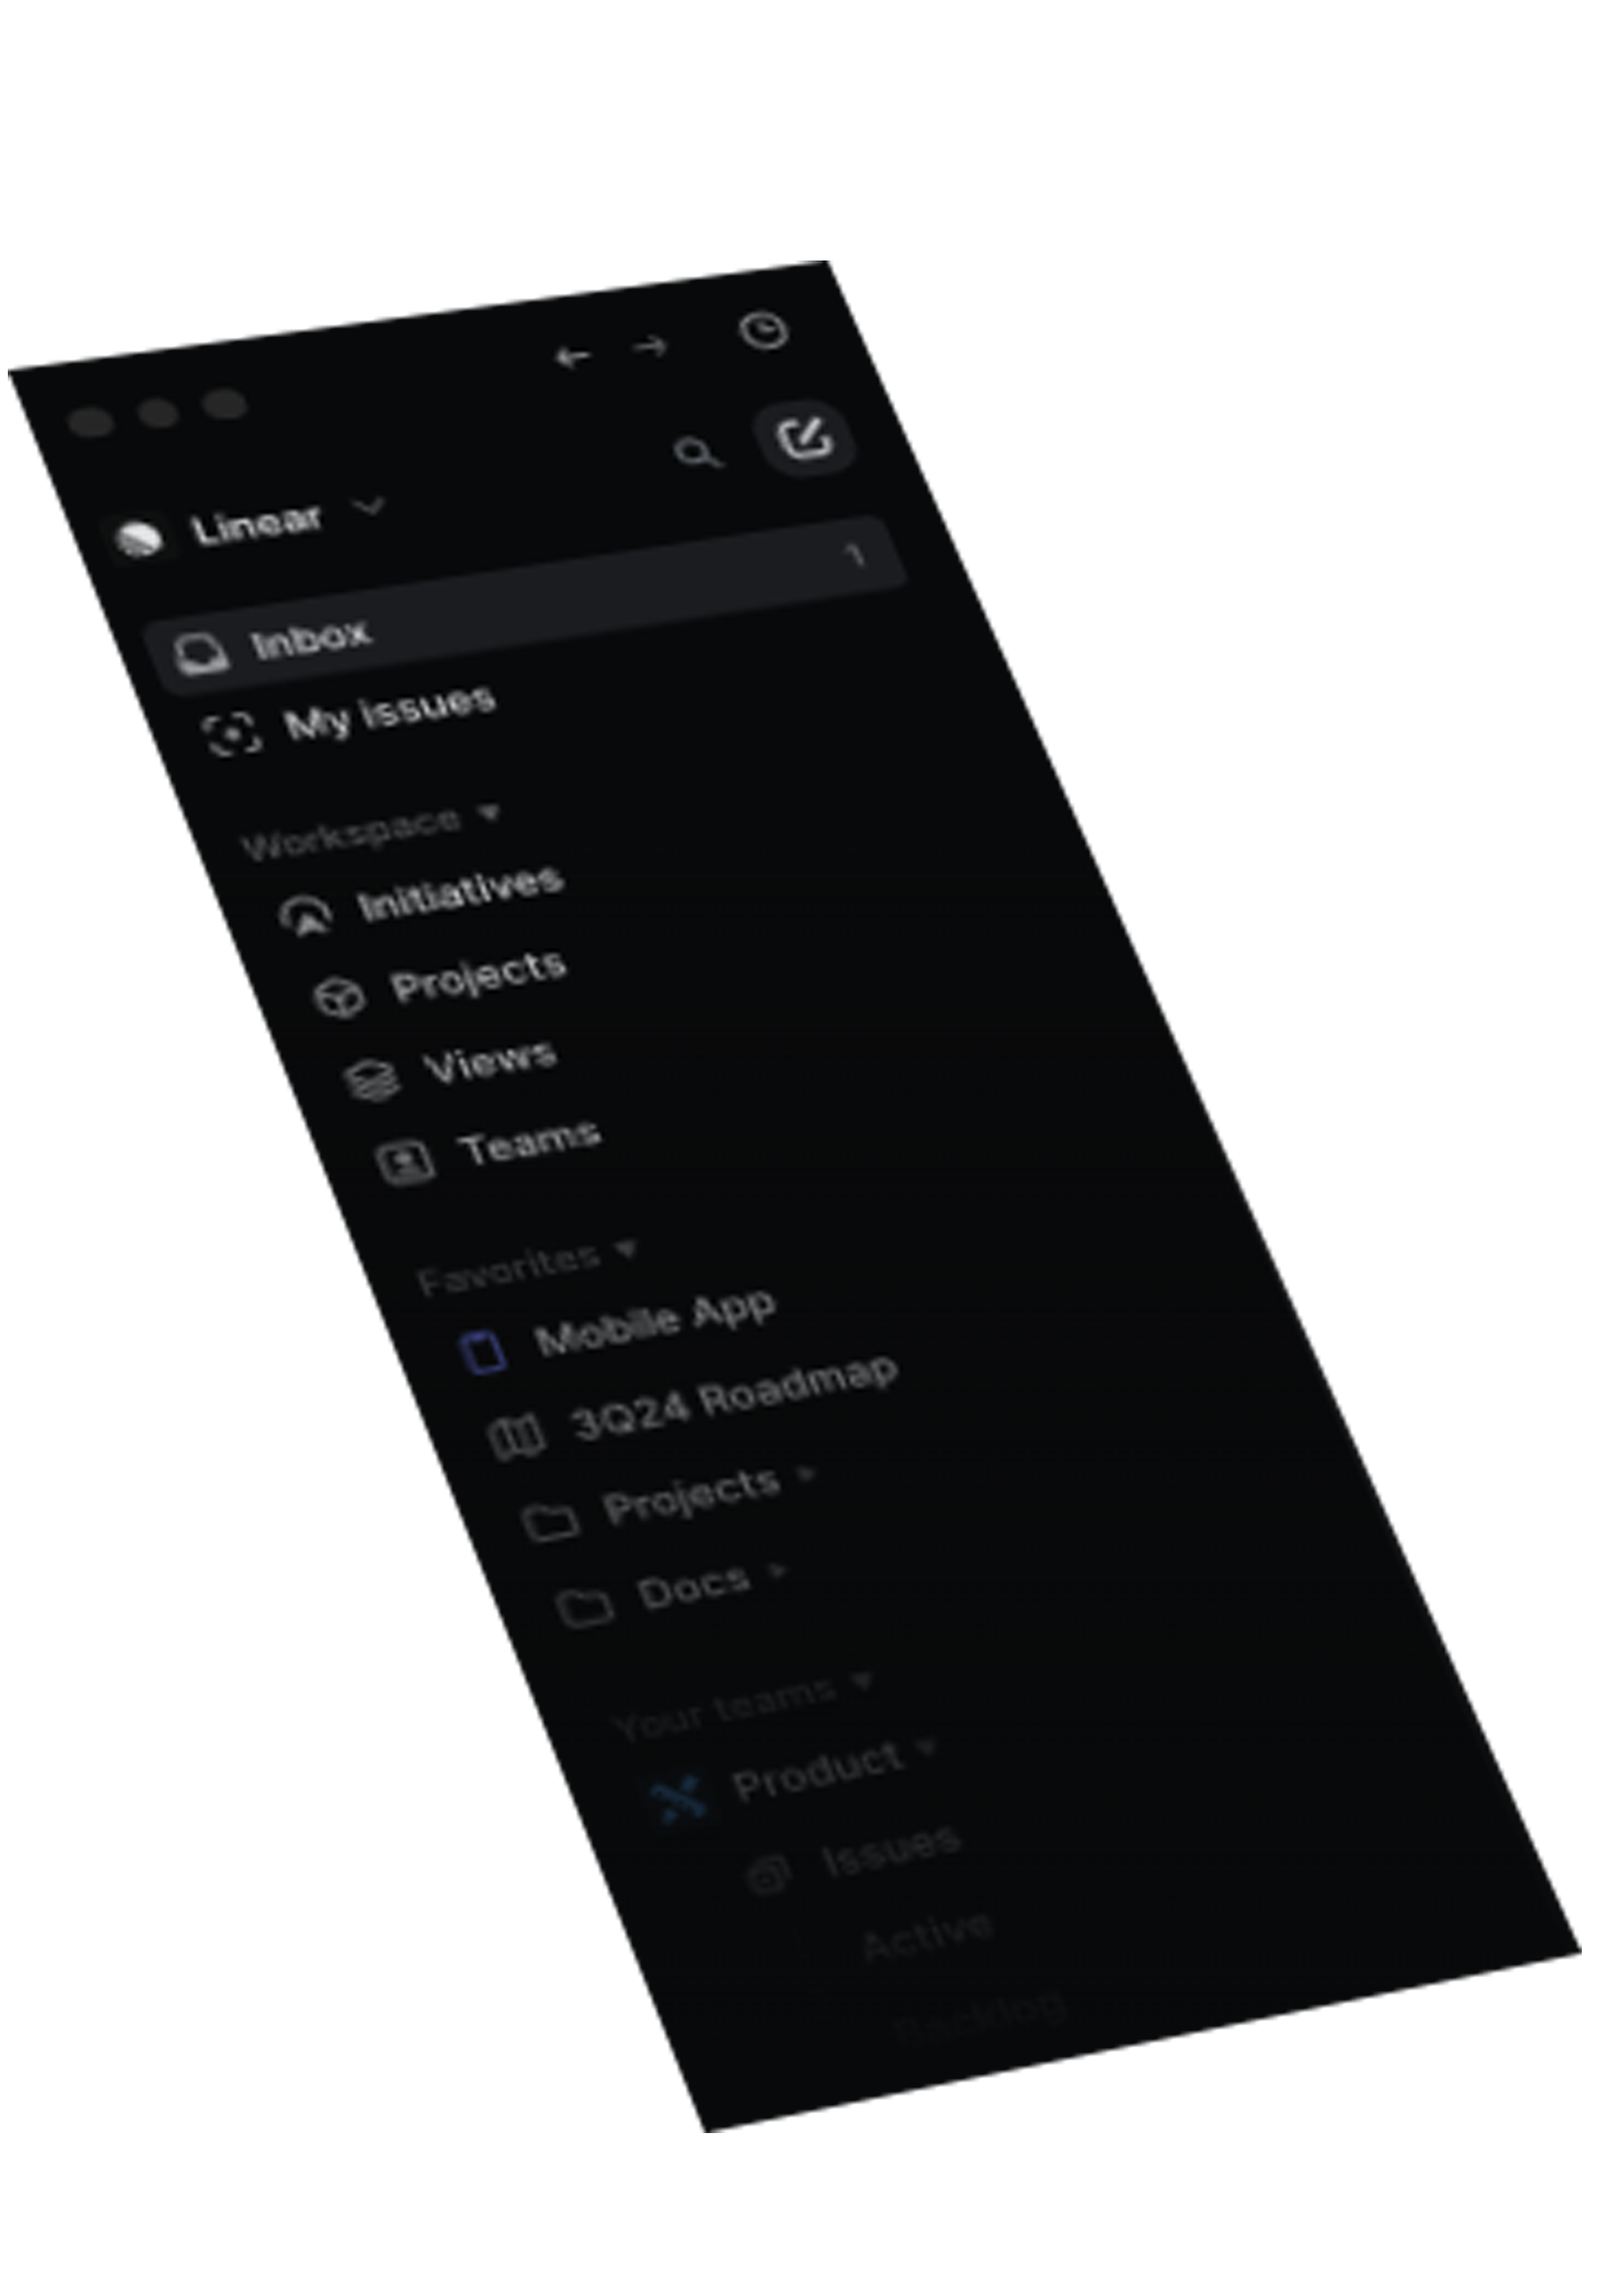 Linear
Inbox 1
My issues
Workspace
Initiatives
Projects
Views
Teams
Favorites
Mobile App
3Q24 Roadmap
Projects
Docs
Your teams
Product
Issues
Active
Backlog